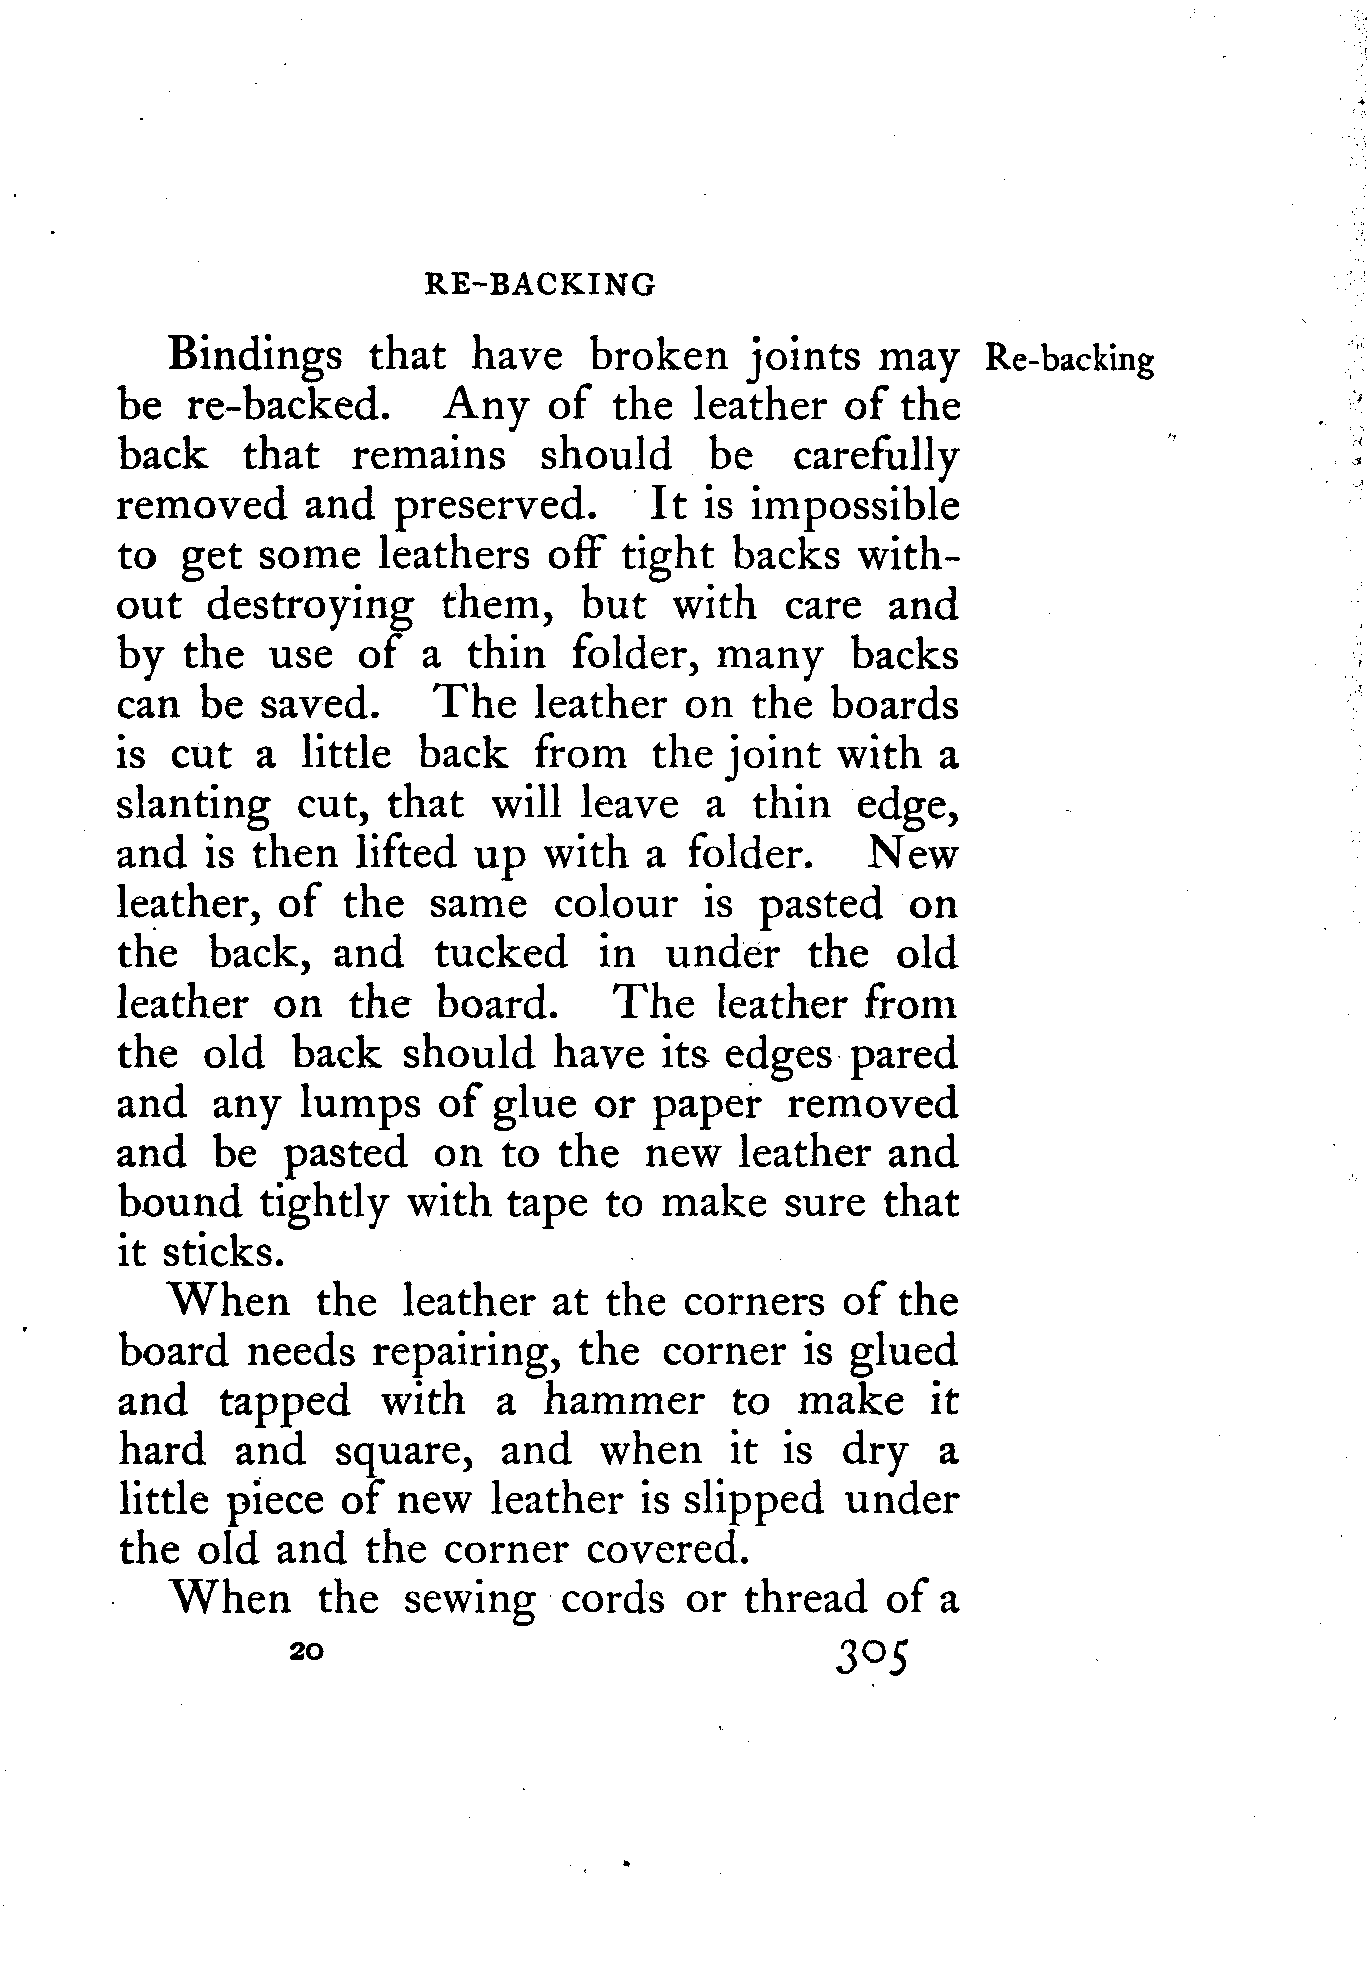 RE-BACKING
Bindings that have broken joints may Re-backing
be re-backed. Any of the leather of the
back that remains should be carefully
removed and preserved. It is impossible
to get some leathers off tight backs with-
out destroying them, but with care and
by the use of a thin folder, many backs
can be saved. The leather on the boards
is cut a little back from the joint with a
slanting cut, that will leave a thin edge,
and is then lifted up with a folder. New
leather, of the same colour is pasted on
the back, and tucked in under the old
leather on the board. The leather from
the old back should have its edges pared
and any lumps of glue or paper removed
and be pasted on to the new leather and
bound tightly with tape to make sure that
it sticks.
When the leather at the corners of the
board needs repairing, the corner is glued
and tapped with a hammer to make it
hard and square, and when it is dry a
little piece of new leather is slipped under
the old and the corner covered.
When the sewing cords or thread of a
20 305